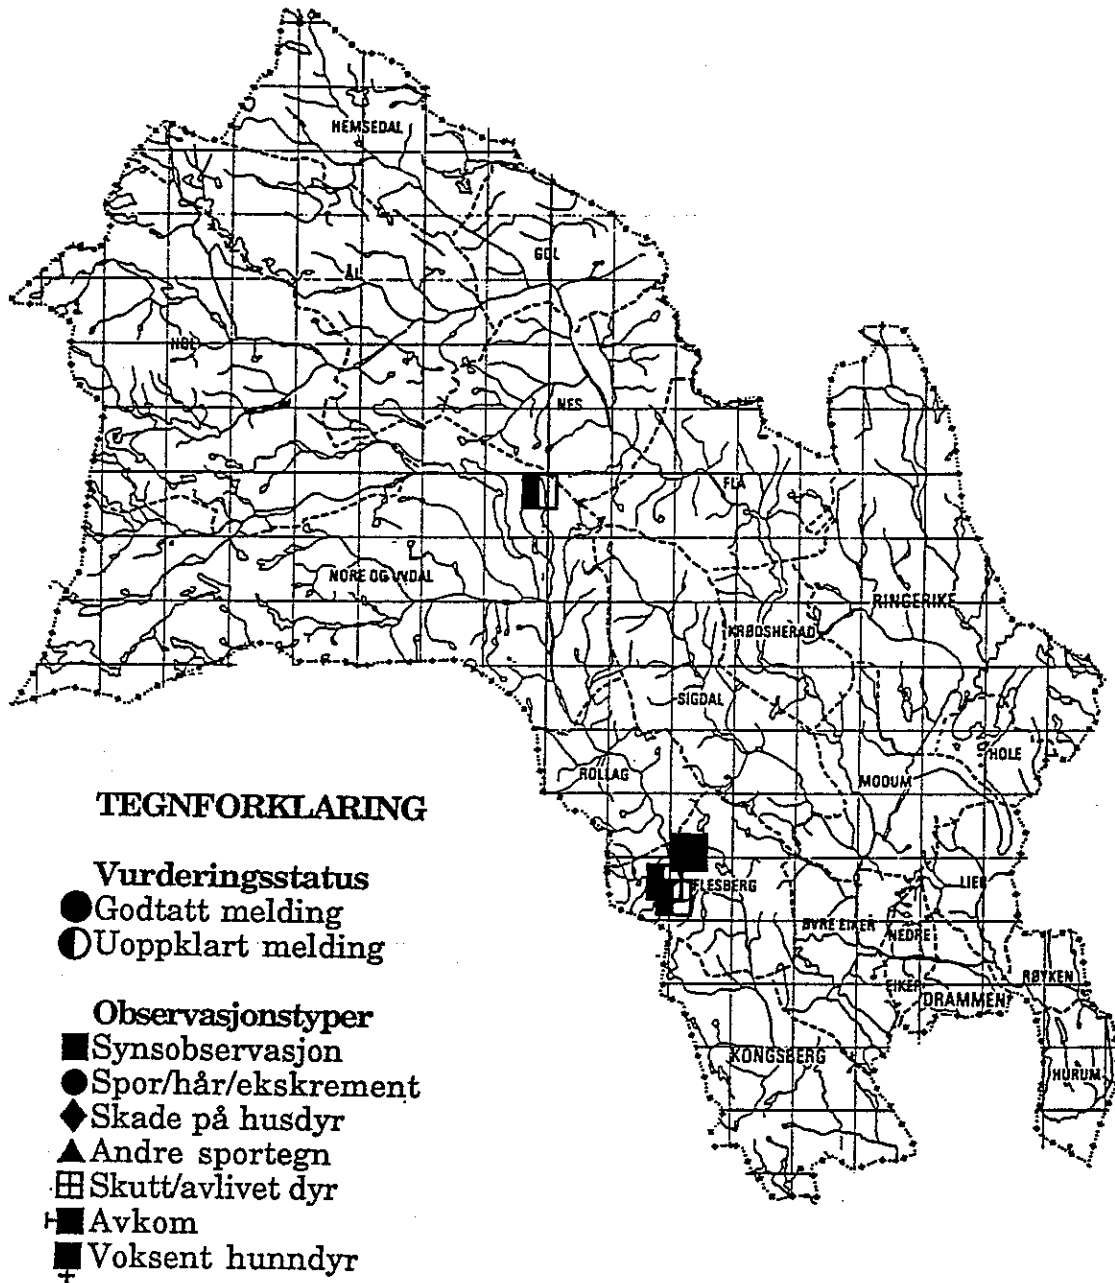 HEMSEDAL
GOL
ÅL
HOL
NES
FLÅ
NORE OG UVDAL
RINGERIKE
KRØDSHERAD
SIGDAL
HOLE
ROLLAG
MODUM
TEGNFORKLARING
Vurderingsstatus
Godtatt melding
Uoppklart melding
FLESBERG
LIER
ØVRE EIKER
NEDRE
EIKER
RØYKEN
DRAMMEN
KONGSBERG
HURUM
Observasjonstyper
Synsobservasjon
Spor/hår/ekskrement
Skade på husdyr
Andre sportegn
Skutt/avlivet dyr
Avkom
Voksent hunndyr